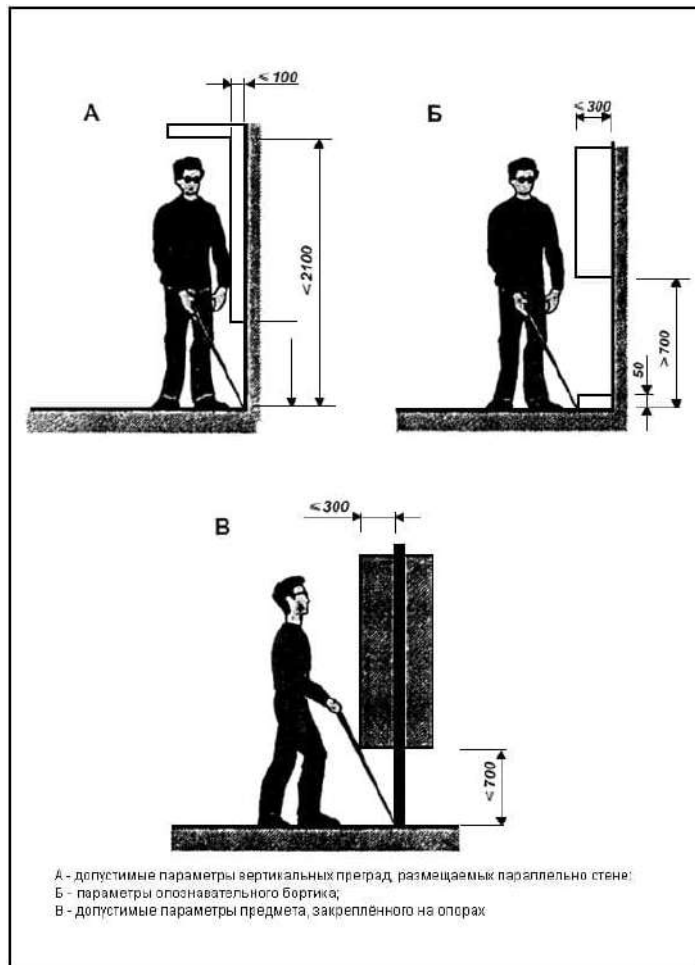 ≤100
А
<2100
≤300
Б
>700
50
В
≤300
≤700
А - допустимые параметры вертикальных преград, размещаемых параллельно стене;
Б - параметры опознавательного бортика;
В - допустимые параметры предмета, закреплённого на опорах